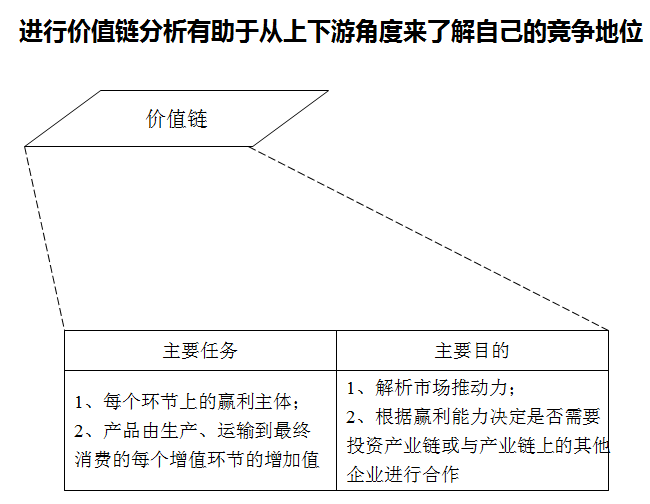 进行价值链分析有助于从上下游角度来了解自己的竞争地位
价值链
主要任务
主要目的
1、每个环节上的赢利主体；
2、产品由生产、运输到最终
消费的每个增值环节的增加值
1、解析市场推动力；
2、根据赢利能力决定是否需要
投资产业链或与产业链上的其他
企业进行合作